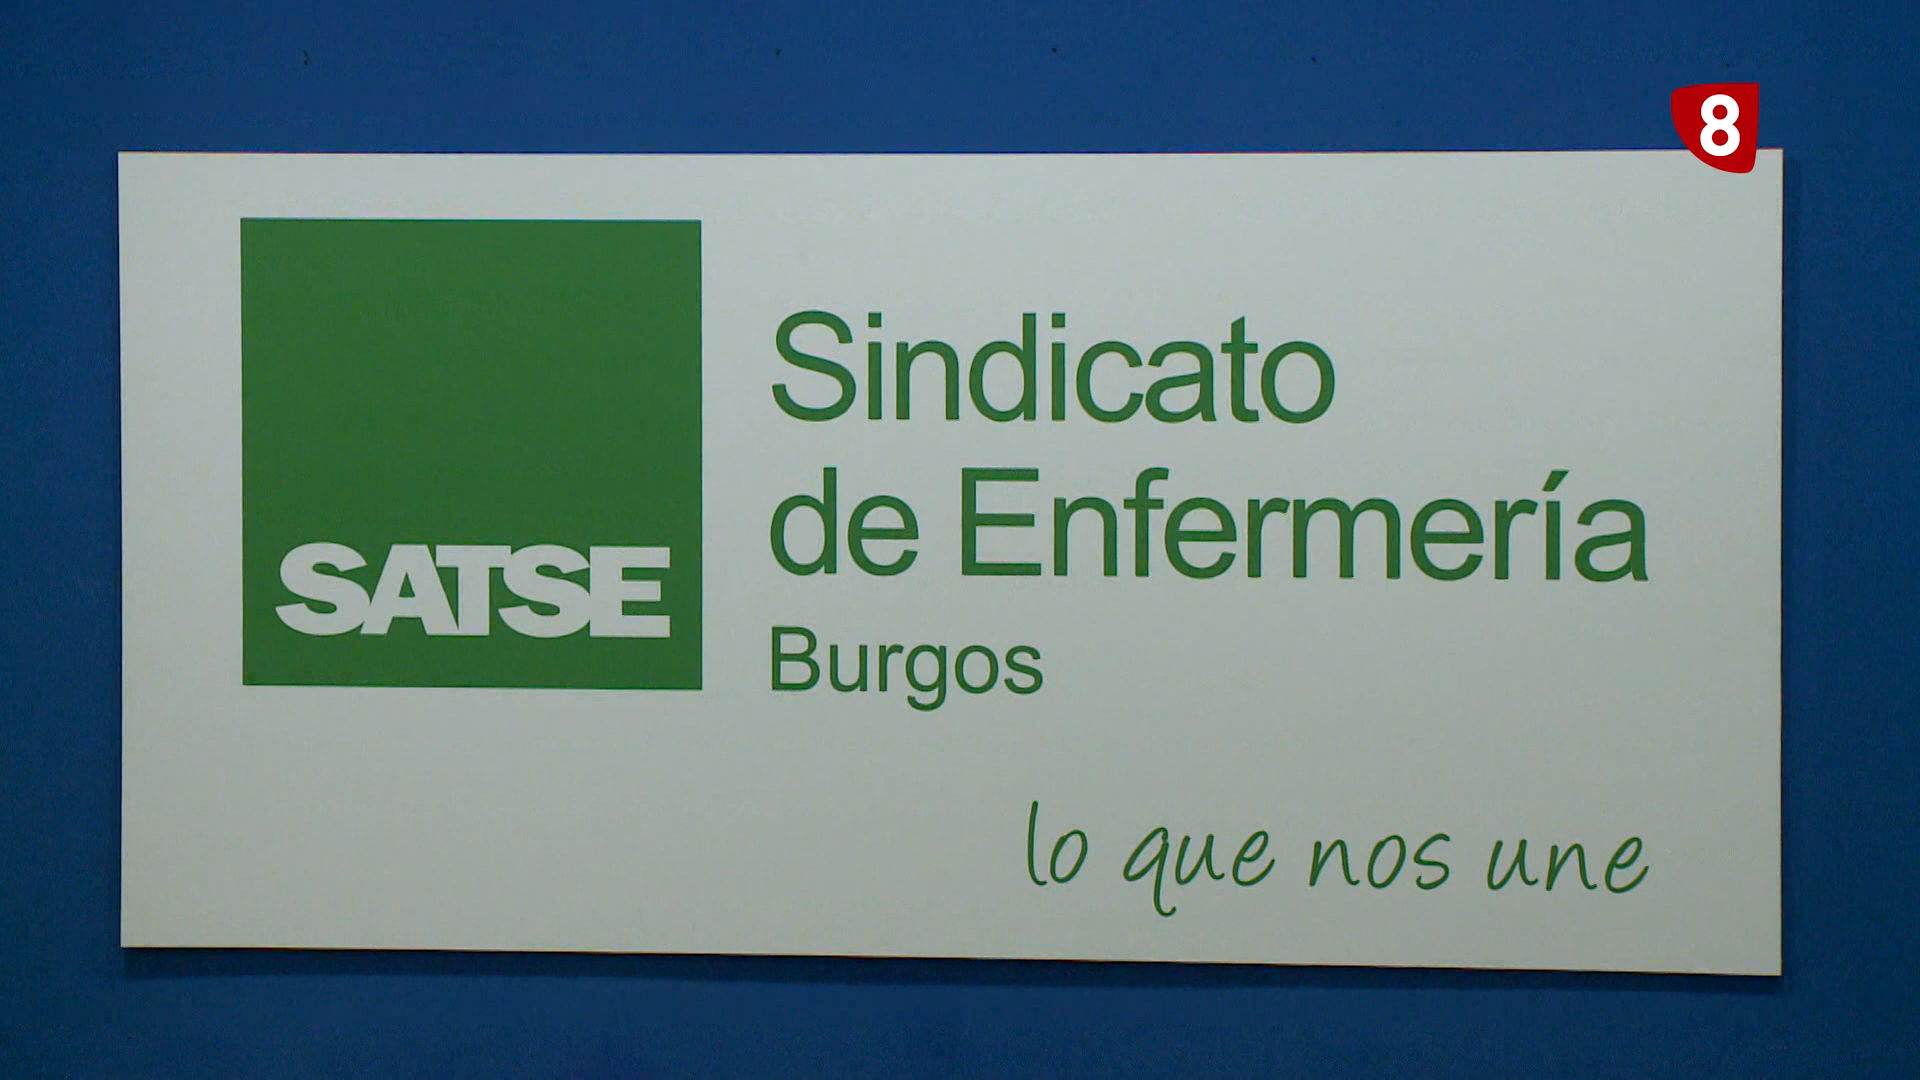 8
SATSE
Sindicato
de Enfermería
Burgos
lo que nos une